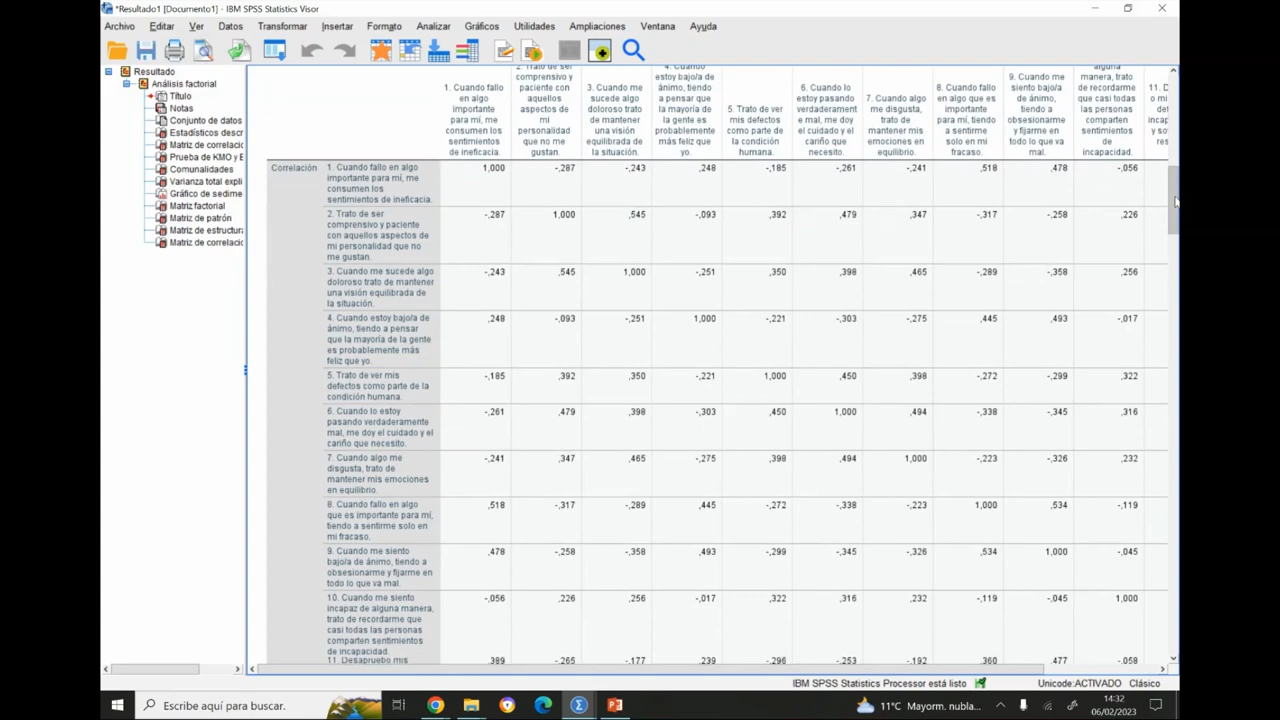 *Resultado1 [Documento1] - IBM SPSS Statistics Visor
Archivo Editar Ver Datos Transformar Insertar Formato Analizar Gráficos Utilidades Ampliaciones Ventana Ayuda
Resultado
Análisis factorial
Título
Notas
Conjunto de datos
Estadísticos descr
Matriz de correlac
Prueba de KMO y E
Comunalidades
Varianza total expli
Gráfico de sedime
Matriz factorial
Matriz de patrón
Matriz de estructura
Matriz de correlac
1. Cuando fallo
en algo
importante
para mí, me
consumen los
sentimientos
de ineficacia.
2. Trato de ser
comprensivo y
paciente con
aquellos
aspectos de
mi
personalidad
que no me
gustan.
3. Cuando me
sucede algo
doloroso trato
de mantener
una visión
equilibrada de
la situación.
4. Cuando
estoy bajo/a de
ánimo, tiendo
a pensar que
la mayoría de
la gente es
probablemente
más feliz que
yo.
5. Trato de ver
mis defectos
como parte de
la condición
humana.
6. Cuando lo
estoy pasando
verdaderament
e mal, me doy
el cuidado y el
cariño que
necesito.
7. Cuando algo
me disgusta,
trato de
mantener mis
emociones en
equilibrio.
8. Cuando fallo
en algo que es
importante
para mí, tiendo
a sentirme
solo en mi
fracaso.
9. Cuando me
siento bajo/a
de ánimo,
tiendo a
obsesionarme
y fijarme en
todo lo que va
mal.
alguna
manera, trato
de recordarme
que casi todas
las personas
comparten
sentimientos
de
incapacidad.
11. D
o mi
def
incap
y so
res
Correlación 1. Cuando fallo en algo
importante para mí, me
consumen los
sentimientos de ineficacia.
1,000 -,287 -,243 ,248 -,185 -,261 -,241 ,518 ,478 -,056
2. Trato de ser
comprensivo y paciente
con aquellos aspectos de
mi personalidad que no
me gustan.
-,287 1,000 ,545 -,093 ,392 ,479 ,347 -,317 -,258 ,226
3. Cuando me sucede algo
doloroso trato de mantener
una visión equilibrada de
la situación.
-,243 ,545 1,000 -,251 ,350 ,398 ,465 -,289 -,358 ,256
4. Cuando estoy bajo/a de
ánimo, tiendo a pensar
que la mayoría de la gente
es probablemente más
feliz que yo.
,248 -,093 -,251 1,000 -,221 -,303 -,275 ,445 ,493 -,017
5. Trato de ver mis
defectos como parte de la
condición humana.
-,185 ,392 ,350 -,221 1,000 ,450 ,398 -,272 -,299 ,322
6. Cuando lo estoy
pasando verdaderamente
mal, me doy el cuidado y el
cariño que necesito.
-,261 ,479 ,398 -,303 ,450 1,000 ,494 -,338 -,345 ,316
7. Cuando algo me
disgusta, trato de
mantener mis emociones
en equilibrio.
-,241 ,347 ,465 -,275 ,398 ,494 1,000 -,223 -,326 ,232
8. Cuando fallo en algo
que es importante para mí,
tiendo a sentirme solo en
mi fracaso.
,518 -,317 -,289 ,445 -,272 -,338 -,223 1,000 ,534 -,119
9. Cuando me siento
bajo/a de ánimo, tiendo a
obsesionarme y fijarme en
todo lo que va mal.
,478 -,258 -,358 ,493 -,299 -,345 -,326 ,534 1,000 -,045
10. Cuando me siento
incapaz de alguna manera,
trato de recordarme que
casi todas las personas
comparten sentimientos
de incapacidad.
-,056 ,226 ,256 -,017 ,322 ,316 ,232 -,119 -,045 1,000
11. Desapruebo mis
,389 -,265 -,177 ,239 -,296 -,253 -,192 ,360 ,477 -,058
IBM SPSS Statistics Processor está listo Unicode:ACTIVADO Clásico
Escribe aquí para buscar.
11°C Mayorm. nubla...
14:32
06/02/2023